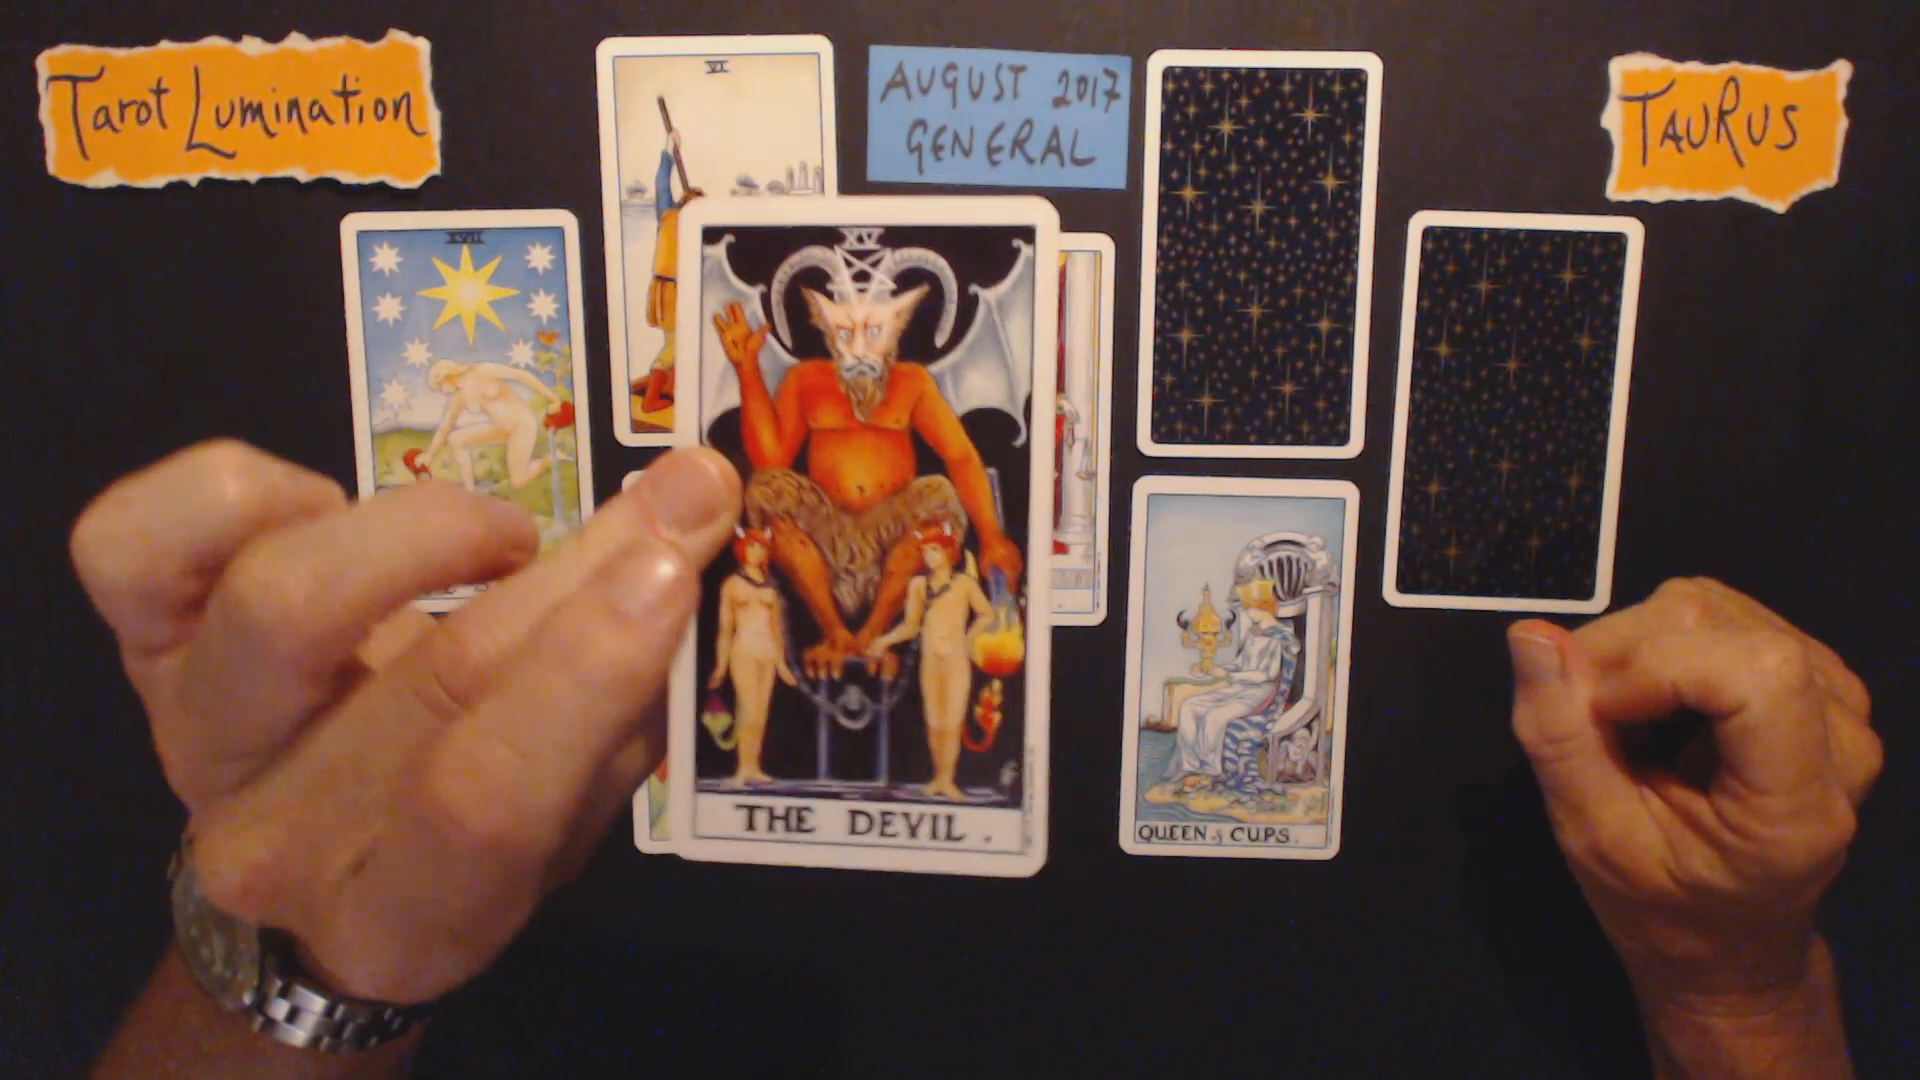 Tarot Lumination
VI
AUGUST 2017
GENERAL
TAURUS
XVII
XV
THE DEVIL.
QUEEN of CUPS.